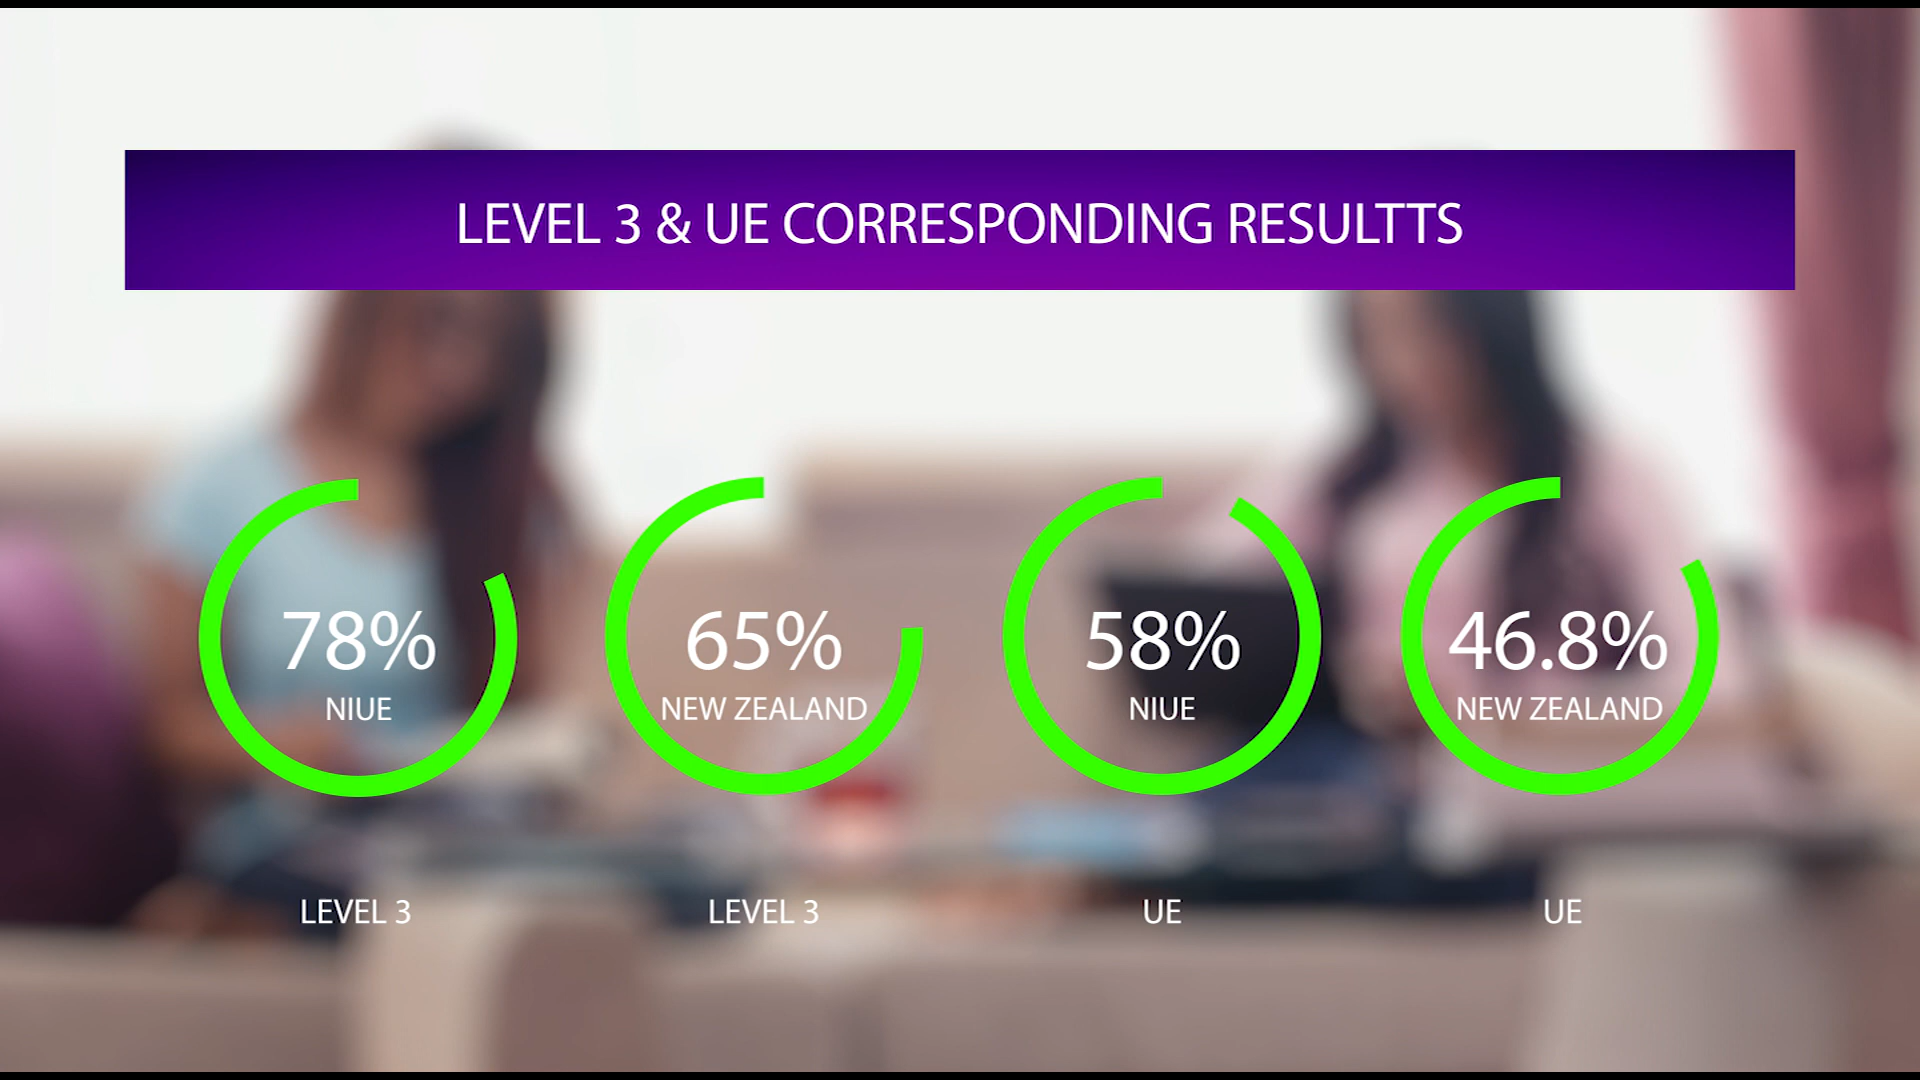 LEVEL 3 & UE CORRESPONDING RESULTTS
78%
NIUE
LEVEL 3
65%
NEW ZEALAND
LEVEL 3
58%
NIUE
UE
46.8%
NEW ZEALAND
UE